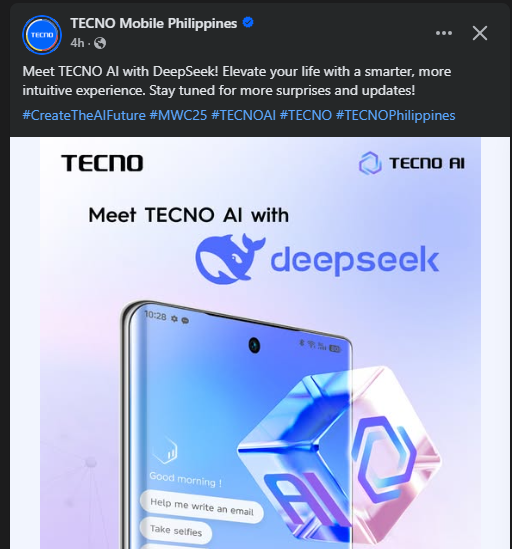 TECNO
TECNO Mobile Philippines
4h ·
Meet TECNO AI with DeepSeek! Elevate your life with a smarter, more
intuitive experience. Stay tuned for more surprises and updates!
#CreateTheAIFuture #MWC25 #TECNOAI #TECNO #TECNOPhilippines
TECNO
TECNO AI
Meet TECNO AI with
deepseek
10:28
Good morning !
Help me write an email
Take selfies
AI